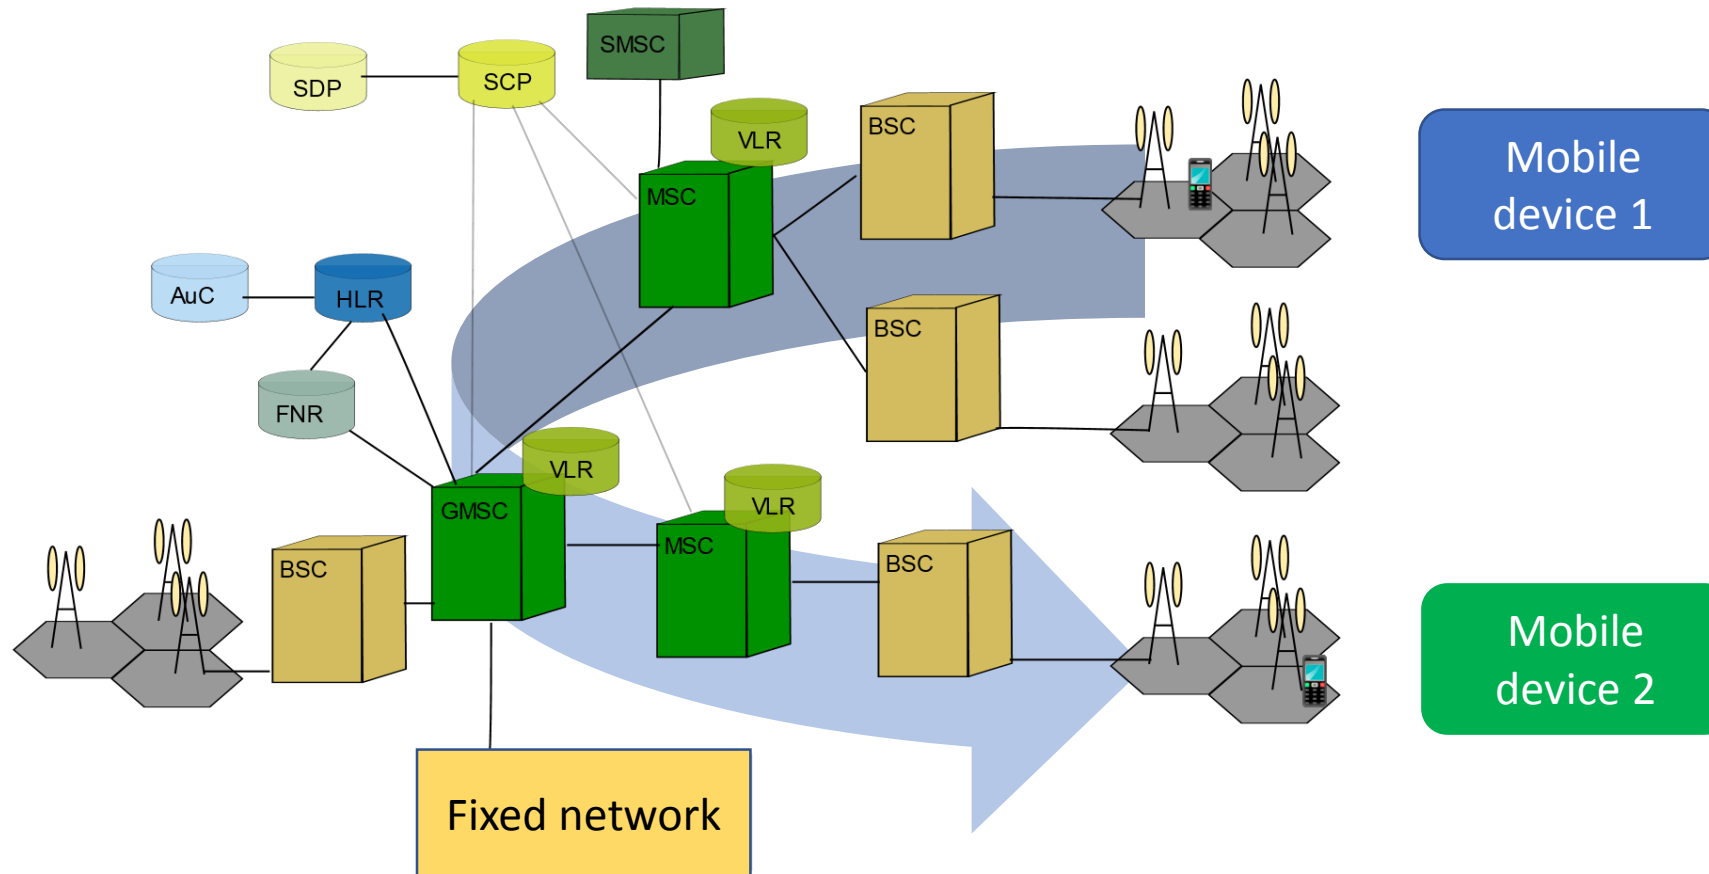 SMSC
SDP
SCP
VLR
BSC
MSC
Mobile
device 1
AuC
HLR
BSC
FNR
VLR
VLR
GMSC
MSC
BSC
BSC
Mobile
device 2
Fixed network